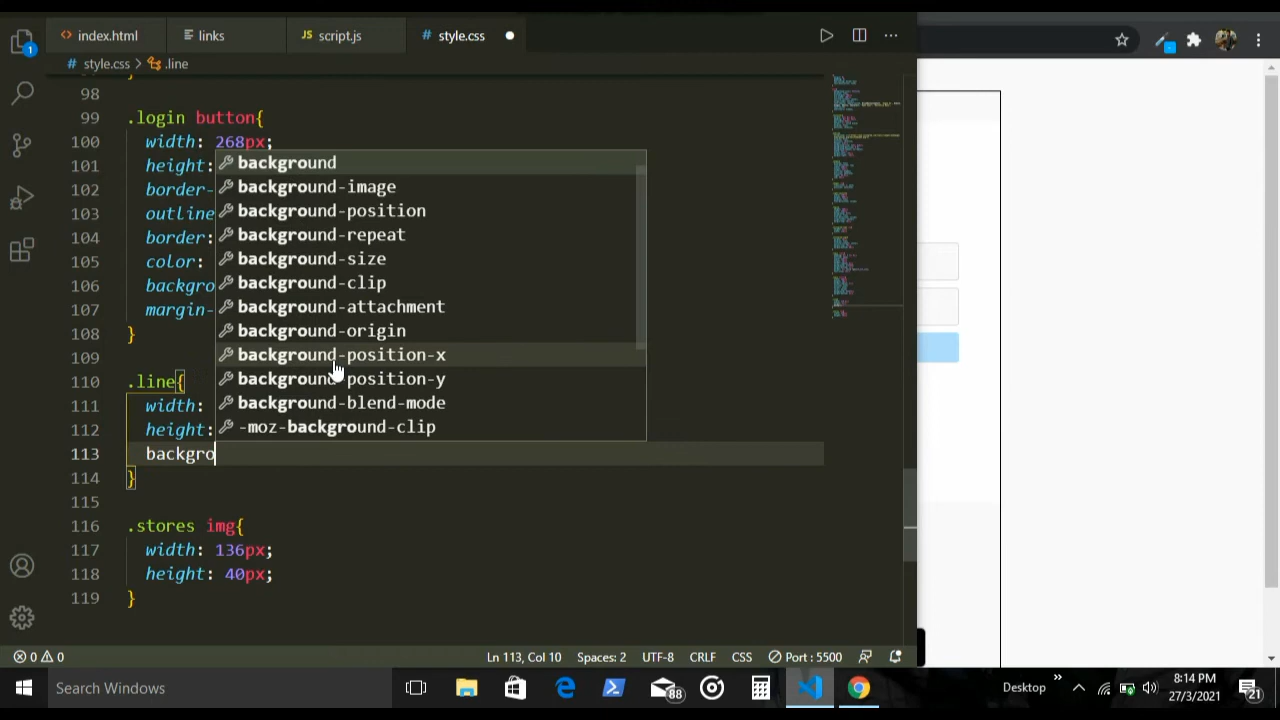 index.html
links
JS script.js
# style.css
# style.css > .line
98
99 .login button{
100 width: 268px;
101 height:
102 border-
103 outline
104 border:
105 color:
106 backgro
107 margin-
108 }
109
110 .line{
111 width:
112 height:
113 backgro
114 }
115
116 .stores img{
117 width: 136px;
118 height: 40px;
119 }
background
background-image
background-position
background-repeat
background-size
background-clip
background-attachment
background-origin
background-position-x
background-position-y
background-blend-mode
-moz-background-clip
1
0 0
Ln 113, Col 10
Spaces: 2
UTF-8
CRLF
CSS
Port : 5500
Search Windows
88
Desktop
8:14 PM
27/3/2021
21